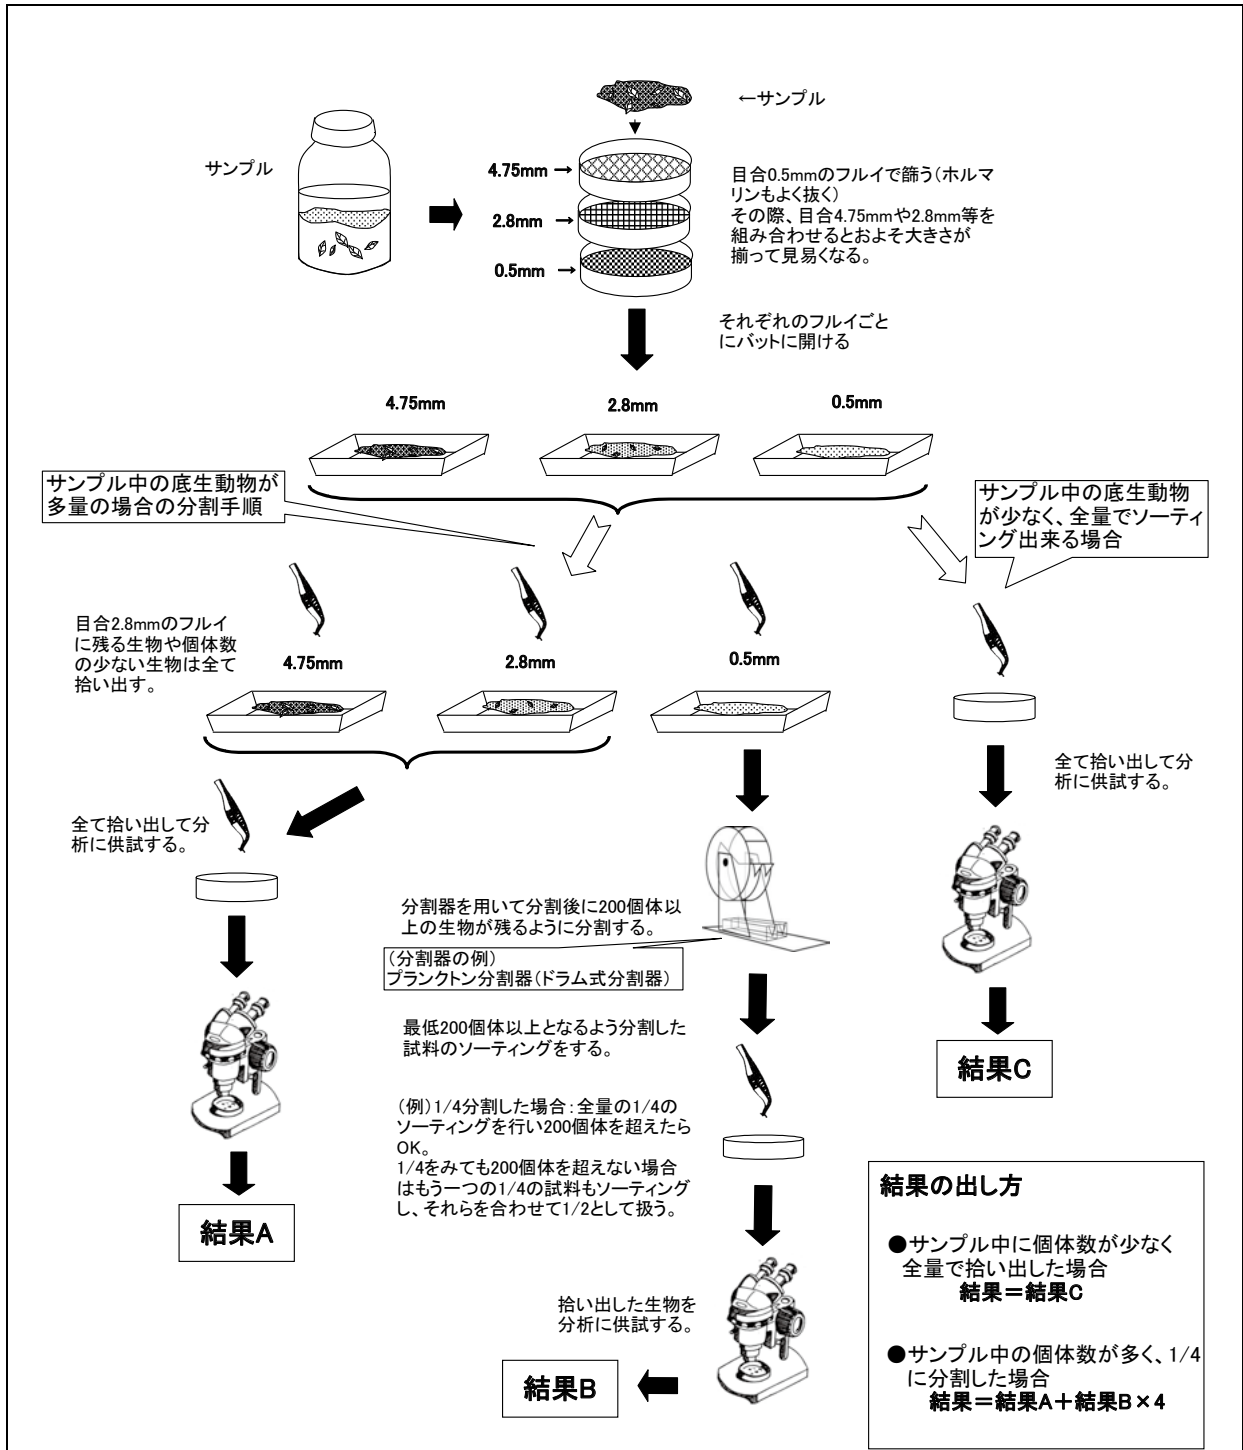 ←サンプル
サンプル
4.75mm →
2.8mm →
0.5mm →
目合0.5mmのフルイで篩う(ホルマ
リンもよく抜く)
その際、目合4.75mmや2.8mm等を
組み合わせるとおよそ大きさが
揃って見易くなる。
それぞれのフルイごと
にバットに開ける
4.75mm
2.8mm
0.5mm
サンプル中の底生動物が
多量の場合の分割手順
サンプル中の底生動物
が少なく、全量でソーティ
ング出来る場合
目合2.8mmのフルイ
に残る生物や個体数
の少ない生物は全て
拾い出す。
4.75mm
2.8mm
0.5mm
全て拾い出して分
析に供試する。
全て拾い出して分
析に供試する。
分割器を用いて分割後に200個体以
上の生物が残るように分割する。
(分割器の例)
プランクトン分割器(ドラム式分割器)
最低200個体以上となるよう分割した
試料のソーティングをする。
(例)1/4分割した場合:全量の1/4の
ソーティングを行い200個体を超えたら
OK。
1/4をみても200個体を超えない場合
はもう一つの1/4の試料もソーティング
し、それらを合わせて1/2として扱う。
結果A
拾い出した生物を
分析に供試する。
結果B
結果C
結果の出し方
●サンプル中に個体数が少なく
全量で拾い出した場合
結果=結果C
●サンプル中の個体数が多く、1/4
に分割した場合
結果=結果A+結果B×4